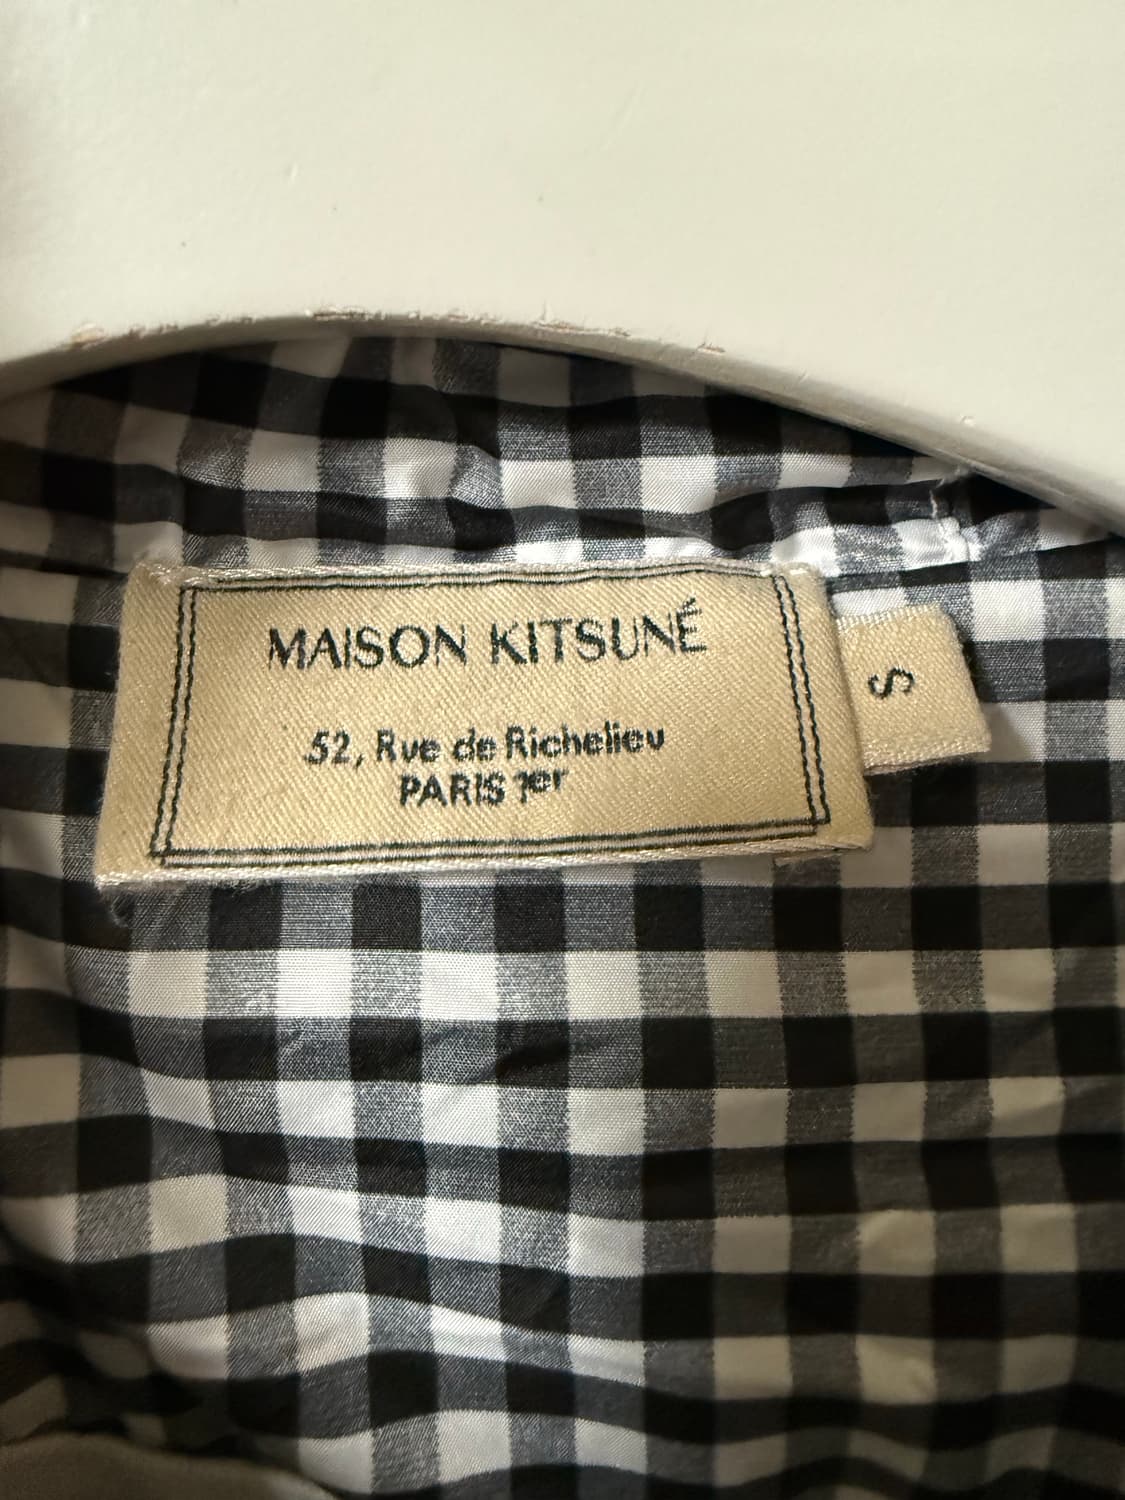 MAISON KITSUNÉ
52, Rue de Richelieu
PARIS 1er
S